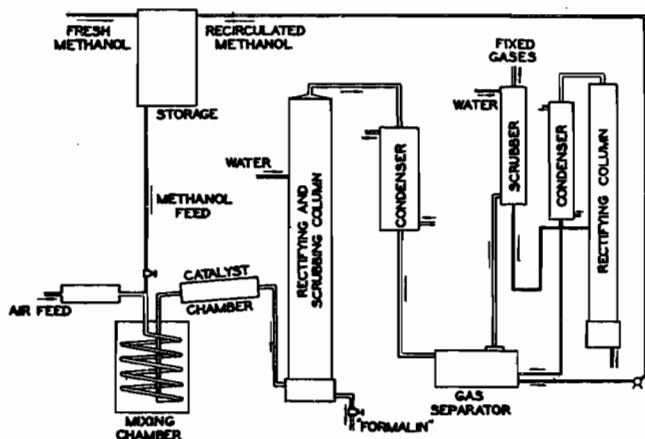 FRESH
METHANOL
RECIRCULATED
METHANOL
STORAGE
FIXED
GASES
WATER
SCRUBBER
CONDENSER
RECTIFYING COLUMN
WATER
RECTIFYING AND
SCRUBBING COLUMN
CONDENSER
METHANOL
FEED
CATALYST
CHAMBER
AIR FEED
MIXING
CHAMBER
"FORMALIN"
GAS
SEPARATOR